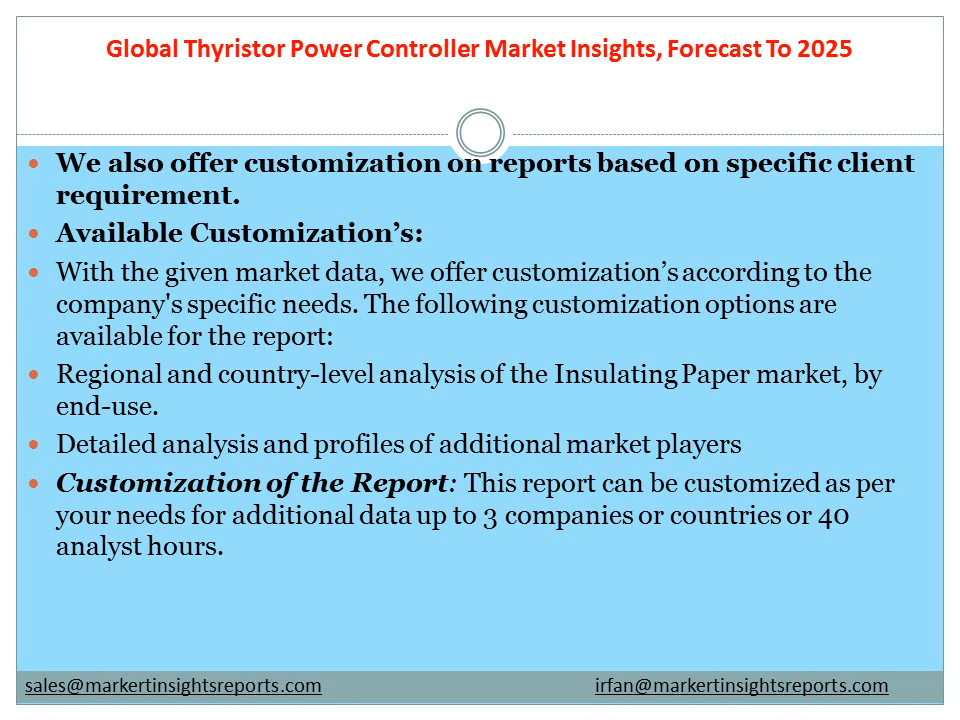 Global Thyristor Power Controller Market Insights, Forecast To 2025
We also offer customization on reports based on specific client
requirement.
Available Customization’s:
With the given market data, we offer customization’s according to the
company's specific needs. The following customization options are
available for the report:
Regional and country-level analysis of the Insulating Paper market, by
end-use.
Detailed analysis and profiles of additional market players
Customization of the Report: This report can be customized as per
your needs for additional data up to 3 companies or countries or 40
analyst hours.
sales@markertinsightsreports.com irfan@markertinsightsreports.com